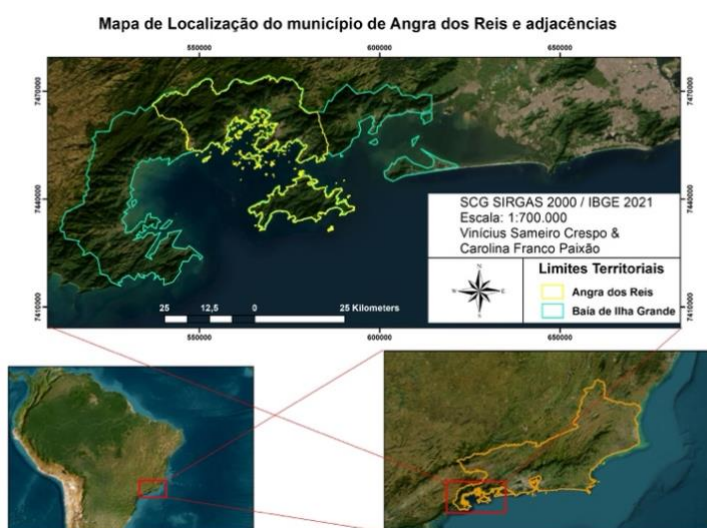 Mapa de Localização do município de Angra dos Reis e adjacências
550000
600000
650000
7470000
7470000
7440000
7440000
7410000
7410000
SCG SIRGAS 2000 / IBGE 2021
Escala: 1:700.000
Vinícius Sameiro Crespo &
Carolina Franco Paixão
N
W
E
S
Limites Territoriais
Angra dos Reis
Baia de Ilha Grande
25
12,5
0
25 Kilometers
550000
600000
650000